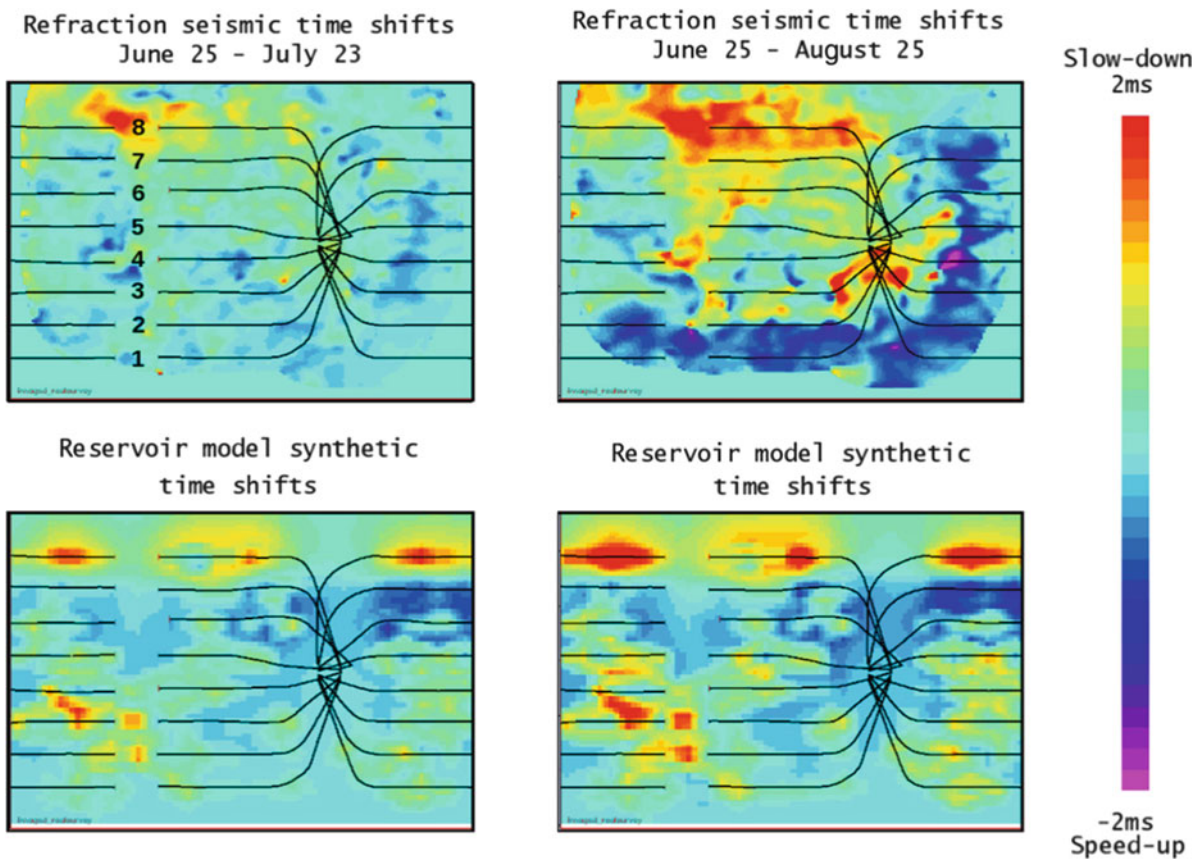 Refraction seismic time shifts
June 25 - July 23
Refraction seismic time shifts
June 25 - August 25
Slow-down
2ms
8
7
6
5
4
3
2
1
Reservoir model synthetic
time shifts
Reservoir model synthetic
time shifts
-2ms
Speed-up